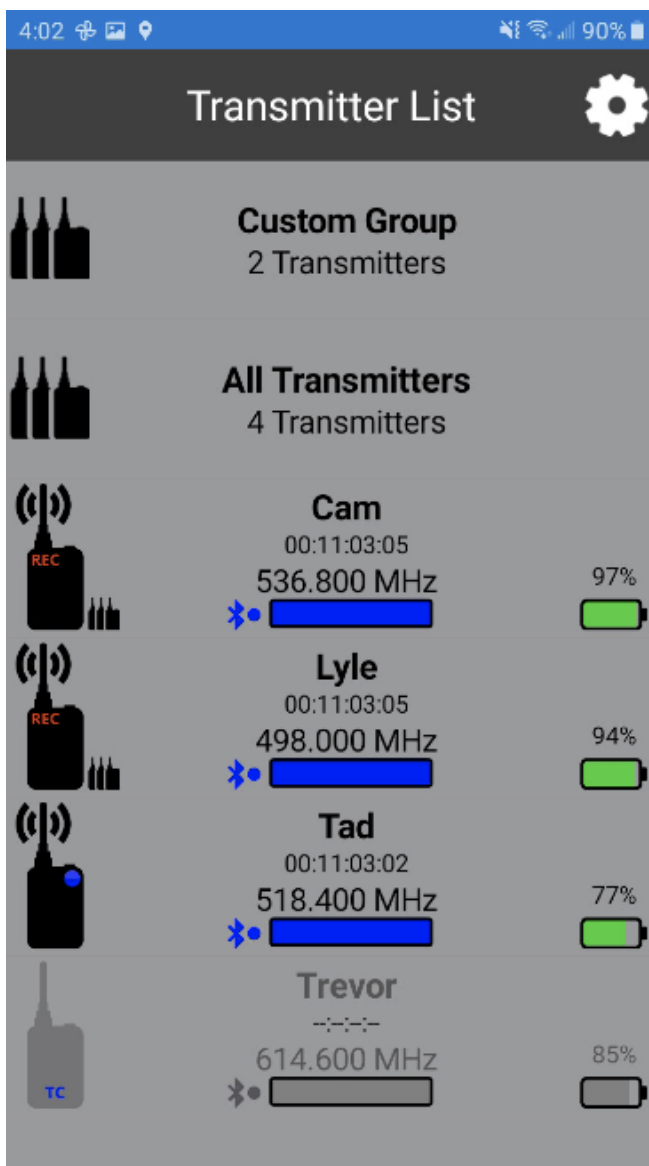 4:02 90%
Transmitter List
Custom Group
2 Transmitters
All Transmitters
4 Transmitters
Cam
00:11:03:05
REC
536.800 MHz
97%
Lyle
00:11:03:05
REC
498.000 MHz
94%
Tad
00:11:03:02
518.400 MHz
77%
Trevor
--:--:--:--
614.600 MHz
85%
TC